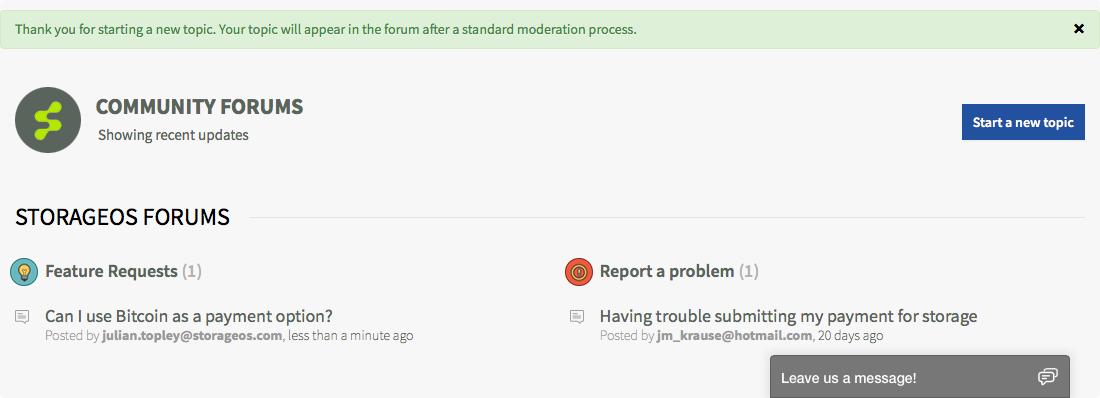 Thank you for starting a new topic. Your topic will appear in the forum after a standard moderation process.
COMMUNITY FORUMS
Showing recent updates
Start a new topic
STORAGEOS FORUMS
Feature Requests (1)
Can I use Bitcoin as a payment option?
Posted by julian.topley@storageos.com, less than a minute ago
Report a problem (1)
Having trouble submitting my payment for storage
Posted by jm_krause@hotmail.com, 20 days ago
Leave us a message!